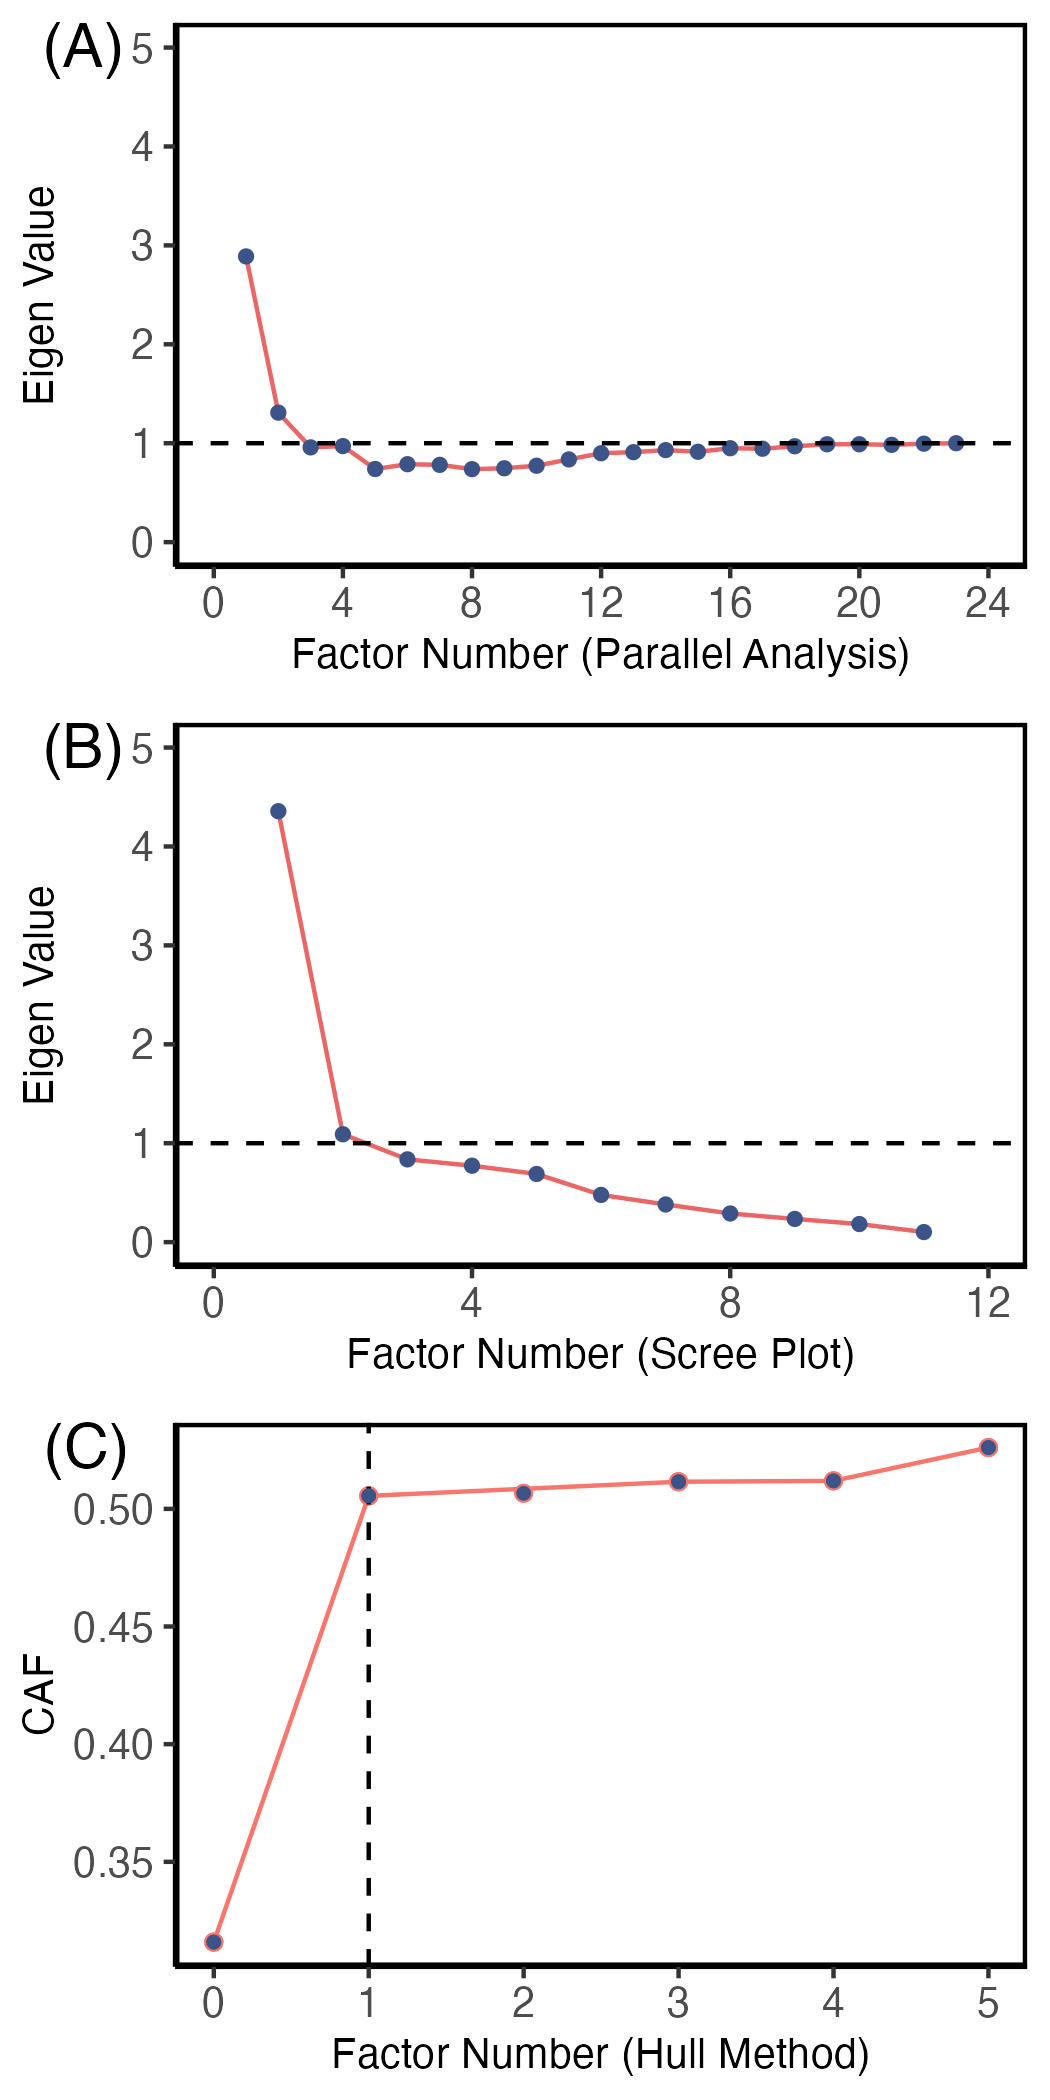 (A)
5
4
3
2
1
0
Eigen Value
0 4 8 12 16 20 24
Factor Number (Parallel Analysis)
(B)
5
4
3
2
1
0
Eigen Value
0 4 8 12
Factor Number (Scree Plot)
(C)
0.50
0.45
0.40
0.35
CAF
0 1 2 3 4 5
Factor Number (Hull Method)